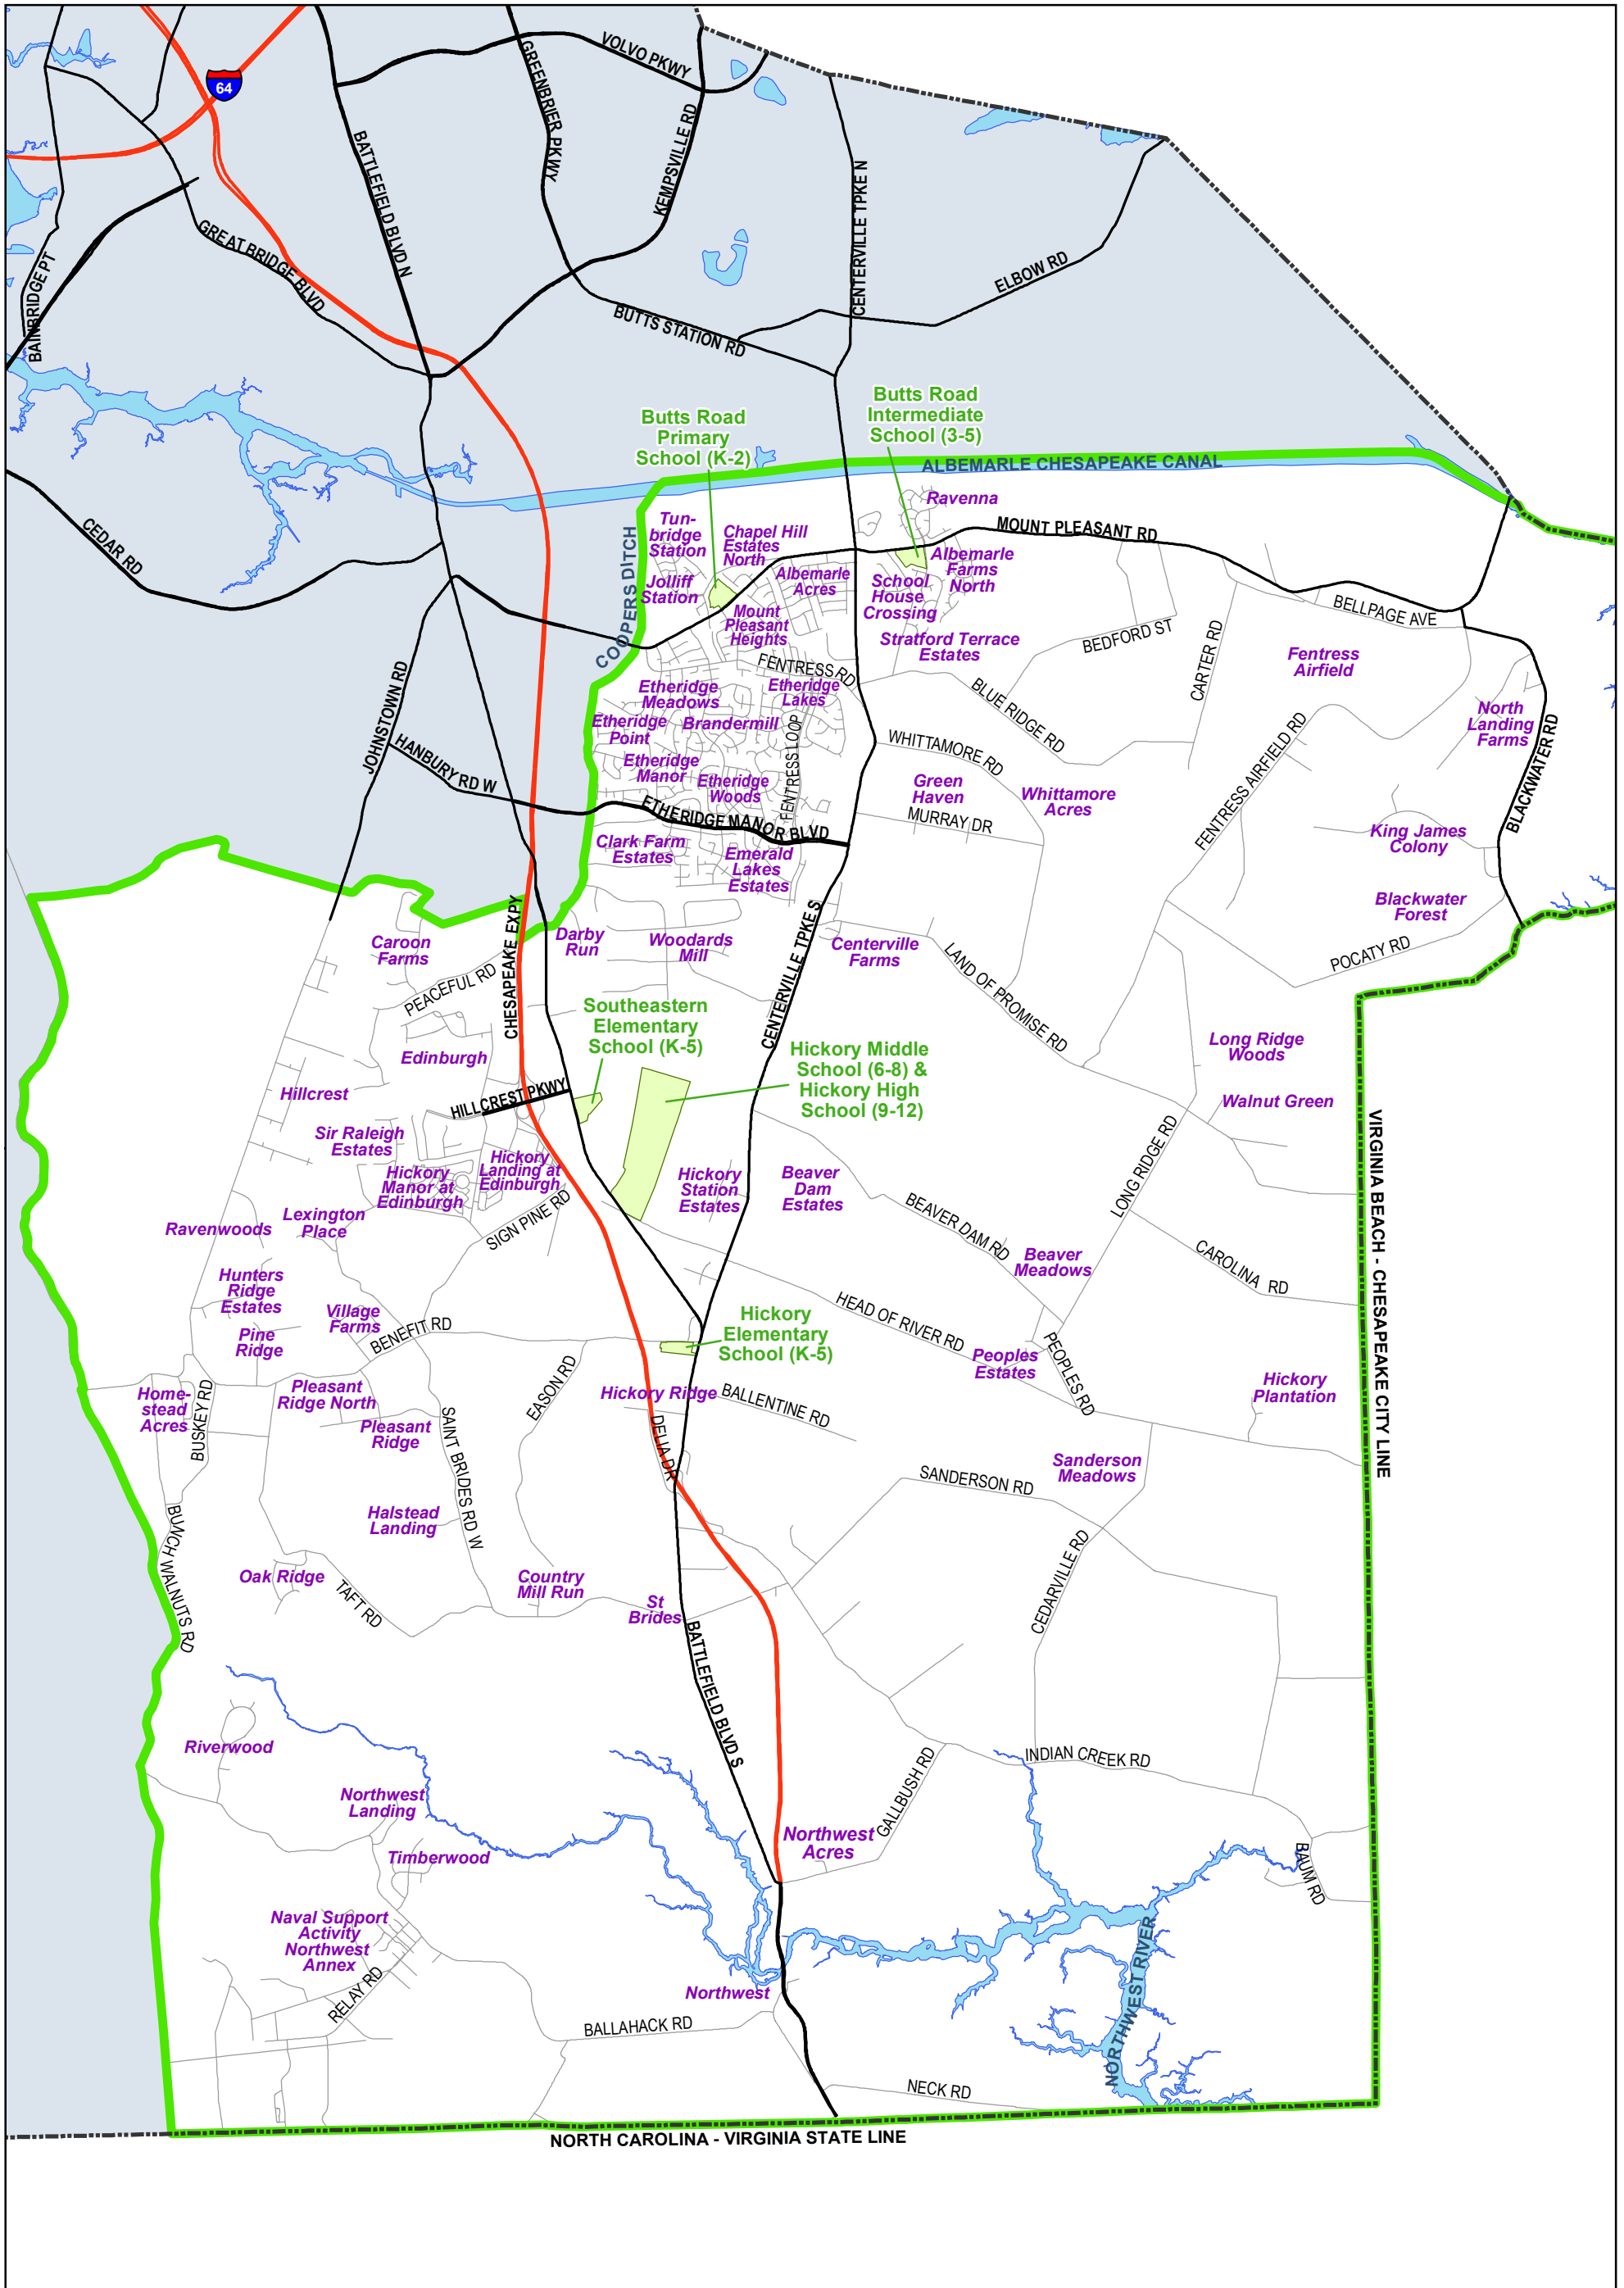 VOLVO PKWY
GREENBRIER PKWY
64
KEMPSVILLE RD
BATTLEFIELD BLVD N
CENTERVILLE TPKE N
GREAT BRIDGE BLVD
BAINBRIDGE PT
ELBOW RD
BUTTS STATION RD
Butts Road
Intermediate
School (3-5)
Butts Road
Primary
School (K-2)
ALBEMARLE CHESAPEAKE CANAL
Ravenna
MOUNT PLEASANT RD
CEDAR RD
COOPERS DITCH
Tun-
bridge
Station
Chapel Hill
Estates
North
Jolliff
Station
Albemarle
Acres
Albemarle
Farms
North
School
House
Crossing
Mount
Pleasant
Heights
Stratford Terrace
Estates
BEDFORD ST
BELLPAGE AVE
CARTER RD
Fentress
Airfield
FENTRESS RD
JOHNSTOWN RD
Etheridge
Meadows
Etheridge
Lakes
BLUE RIDGE RD
Etheridge
Point
Brandermill
FENTRESS LOOP
North
Landing
Farms
BLACKWATER RD
HANBURY RD W
WHITTAMORE RD
FENTRESS AIRFIELD RD
Etheridge
Manor
Etheridge
Woods
Green
Haven
Whittamore
Acres
ETHERIDGE MANOR BLVD
MURRAY DR
King James
Colony
Clark Farm
Estates
Emerald
Lakes
Estates
Blackwater
Forest
CHESAPEAKE EXPY
CENTERVILLE TPKE S
Caroon
Farms
Darby
Run
Woodards
Mill
Centerville
Farms
POCATY RD
PEACEFUL RD
LAND OF PROMISE RD
Southeastern
Elementary
School (K-5)
Edinburgh
Hickory Middle
School (6-8) &
Hickory High
School (9-12)
Long Ridge
Woods
Hillcrest
HILLCREST PKWY
Walnut Green
VIRGINIA BEACH - CHESAPEAKE CITY LINE
Sir Raleigh
Estates
LONG RIDGE RD
Hickory
Landing at
Edinburgh
Hickory
Manor at
Edinburgh
Hickory
Station
Estates
Beaver
Dam
Estates
SIGN PINE RD
BEAVER DAM RD
Lexington
Place
Ravenwoods
Beaver
Meadows
CAROLINA RD
Hunters
Ridge
Estates
Village
Farms
BENEFIT RD
Hickory
Elementary
School (K-5)
HEAD OF RIVER RD
Pine
Ridge
Peoples
Estates
PEOPLES RD
Hickory
Plantation
Home-
stead
Acres
BUSKEY RD
Pleasant
Ridge North
EASON RD
Hickory Ridge
BALLENTINE RD
Pleasant
Ridge
SAINT BRIDES RD W
DELIA DR
Sanderson
Meadows
SANDERSON RD
Halstead
Landing
BUNCH WALNUTS RD
CEDARVILLE RD
Oak Ridge
TAFT RD
Country
Mill Run
St
Brides
BATTLEFIELD BLVD S
Riverwood
INDIAN CREEK RD
GALLBUSH RD
Northwest
Landing
Northwest
Acres
Timberwood
BAUM RD
Naval Support
Activity
Northwest
Annex
NORTHWEST RIVER
RELAY RD
Northwest
BALLAHACK RD
NECK RD
NORTH CAROLINA - VIRGINIA STATE LINE